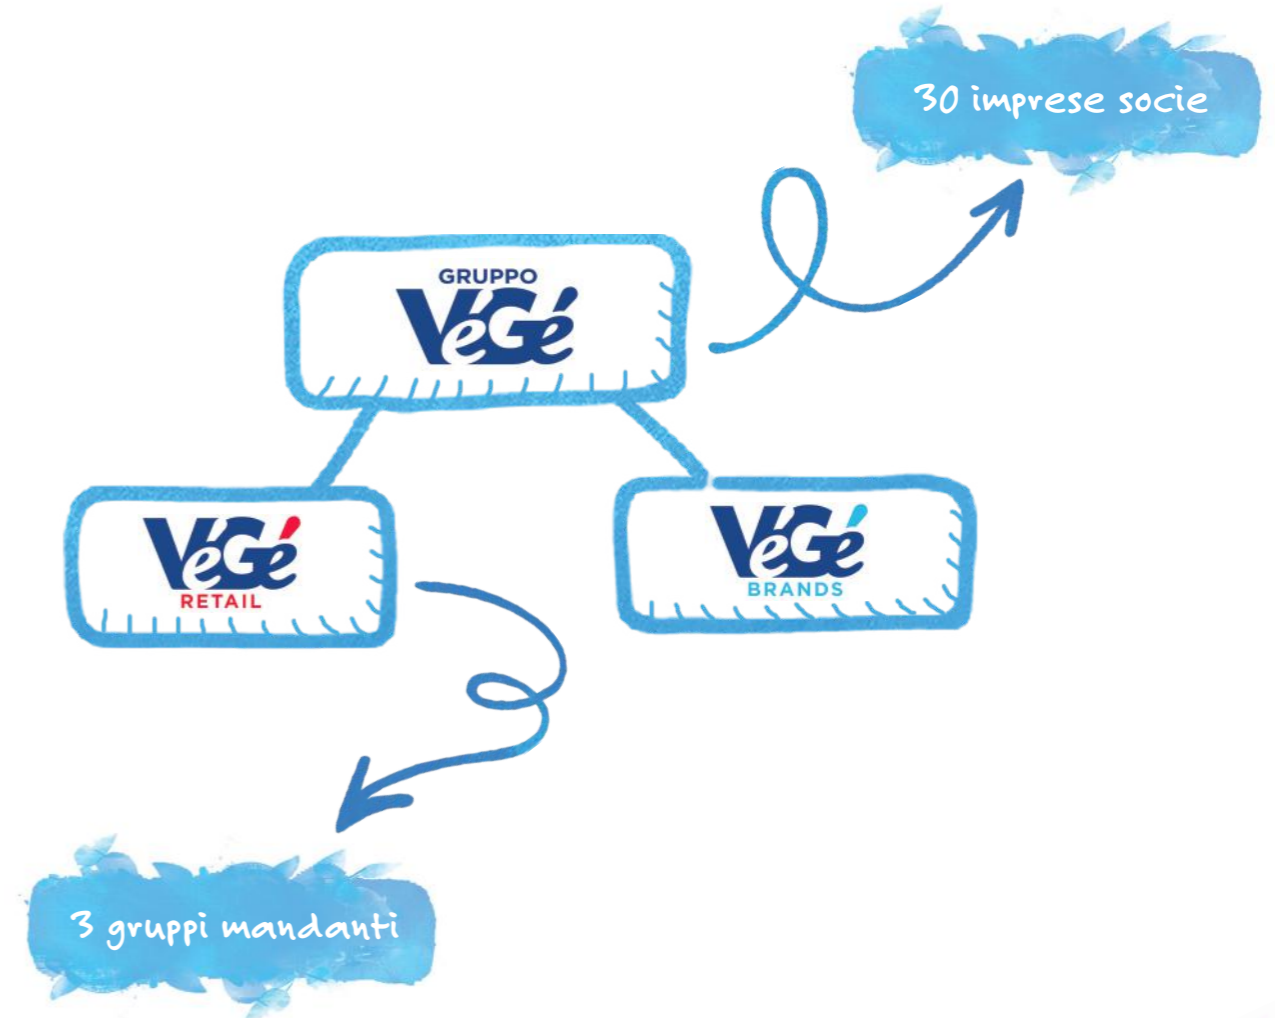 30 imprese socie
GRUPPO
VéGé
VéGé
RETAIL
VéGé
BRANDS
3 gruppi mandanti